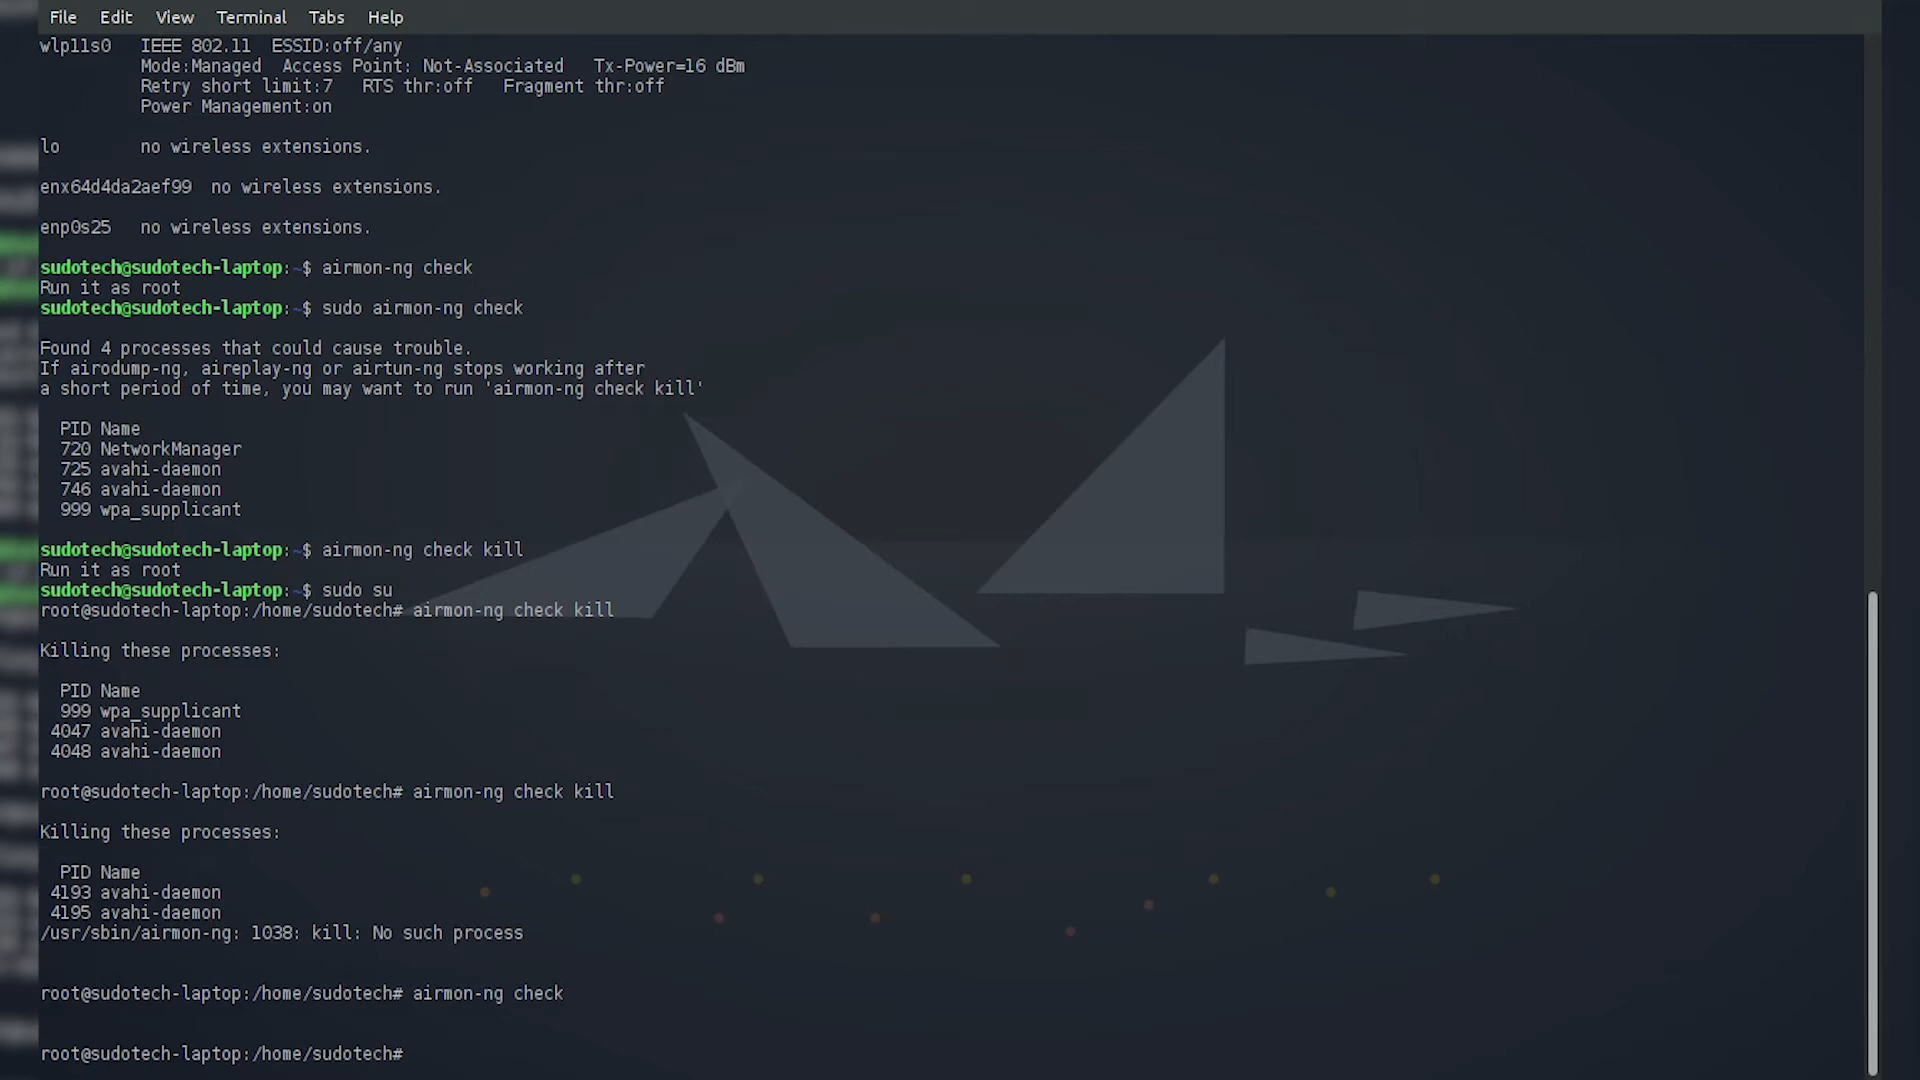 File Edit View Terminal Tabs Help
wlp11s0   IEEE 802.11  ESSID:off/any
          Mode:Managed  Access Point: Not-Associated   Tx-Power=16 dBm
          Retry short limit:7   RTS thr:off   Fragment thr:off
          Power Management:on
lo        no wireless extensions.
enx64d4da2aef99  no wireless extensions.
enp0s25   no wireless extensions.
sudotech@sudotech-laptop:~$ airmon-ng check
Run it as root
sudotech@sudotech-laptop:~$ sudo airmon-ng check
Found 4 processes that could cause trouble.
If airodump-ng, aireplay-ng or airtun-ng stops working after
a short period of time, you may want to run 'airmon-ng check kill'
  PID Name
  720 NetworkManager
  725 avahi-daemon
  746 avahi-daemon
  999 wpa_supplicant
sudotech@sudotech-laptop:~$ airmon-ng check kill
Run it as root
sudotech@sudotech-laptop:~$ sudo su
root@sudotech-laptop:/home/sudotech# airmon-ng check kill
Killing these processes:
  PID Name
  999 wpa_supplicant
 4047 avahi-daemon
 4048 avahi-daemon
root@sudotech-laptop:/home/sudotech# airmon-ng check kill
Killing these processes:
  PID Name
 4193 avahi-daemon
 4195 avahi-daemon
/usr/sbin/airmon-ng: 1038: kill: No such process
root@sudotech-laptop:/home/sudotech# airmon-ng check
root@sudotech-laptop:/home/sudotech#